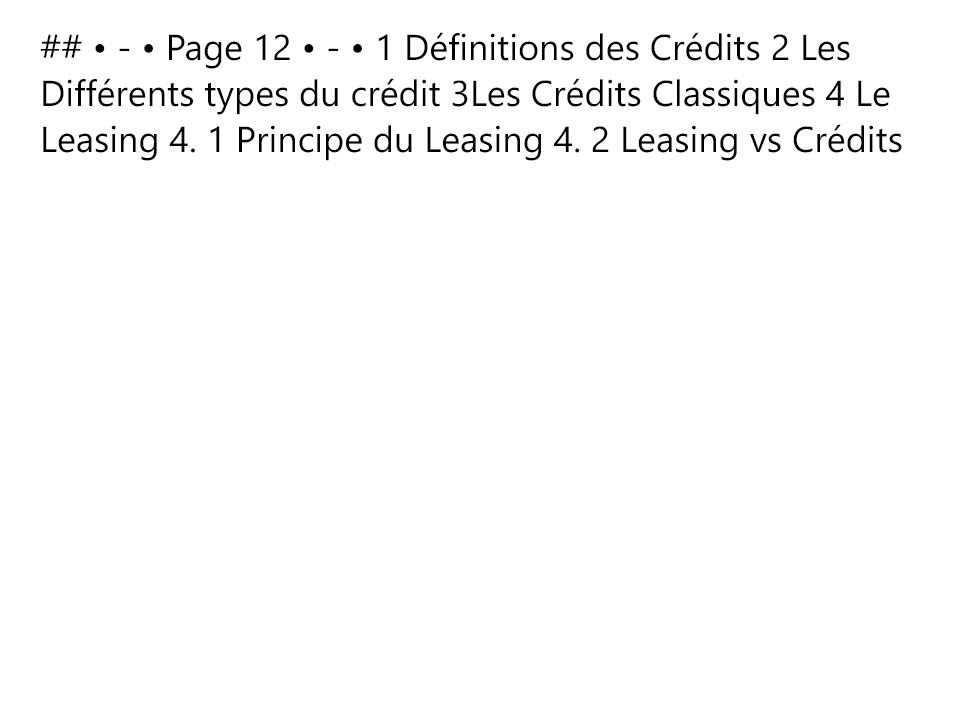 ## • - • Page 12 • - • 1 Définitions des Crédits 2 Les
Différents types du crédit 3Les Crédits Classiques 4 Le
Leasing 4. 1 Principe du Leasing 4. 2 Leasing vs Crédits